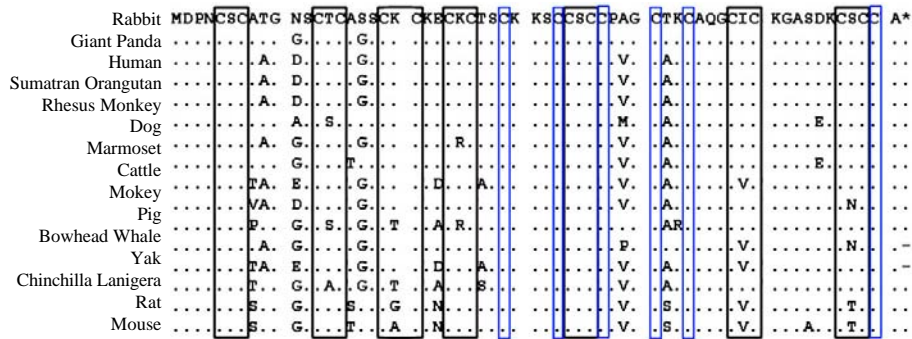 Rabbit MDPNCSCATG NSCTCASSCK CKECKCTSCK KSCCSCCPAG CTKCAQGCIC KGASDKCSCC A*
Giant Panda .......... G.....G... .......... .......... .......... .......... ..
Human ........A. D.....G... .......... .......V.. .A........ .......... ..
Sumatran Orangutan ........A. D.....G... .......... .......... .......... .......... ..
Rhesus Monkey .......... A..S...... .......... .......M.. .A........ ....E..... ..
Dog
Marmoset ........A. G.....G... ....R..... .......V.. .A........ .......... ..
Cattle .......... G....T.... .......... .......V.. .A........ ....E..... ..
Mokey .......TA. E.....G... ..D...A... .......V.. .A......V. .......... ..
Pig .......VA. D.....G... .......... .......V.. .A........ .......N.. ..
Bowhead Whale .......P.. G..S..G..T ..A.R..... .......... .AR....... .......... ..
Yak ........A. G.....G... .......... .......P.. ........V. .......N.. .-
Chinchilla Lanigera .......TA. E.....G... ..D...A... .......V.. .A......V. .......... .-
.......T.. G..A..G..T ..A...S... .......V.. .A........ .......... ..
Rat .......S.. G....S...G ..N....... .......V.. .S......V. .......T.. ..
Mouse .......S.. G....T...A ..N....... .......V.. .S......V. ...A...T.. ..